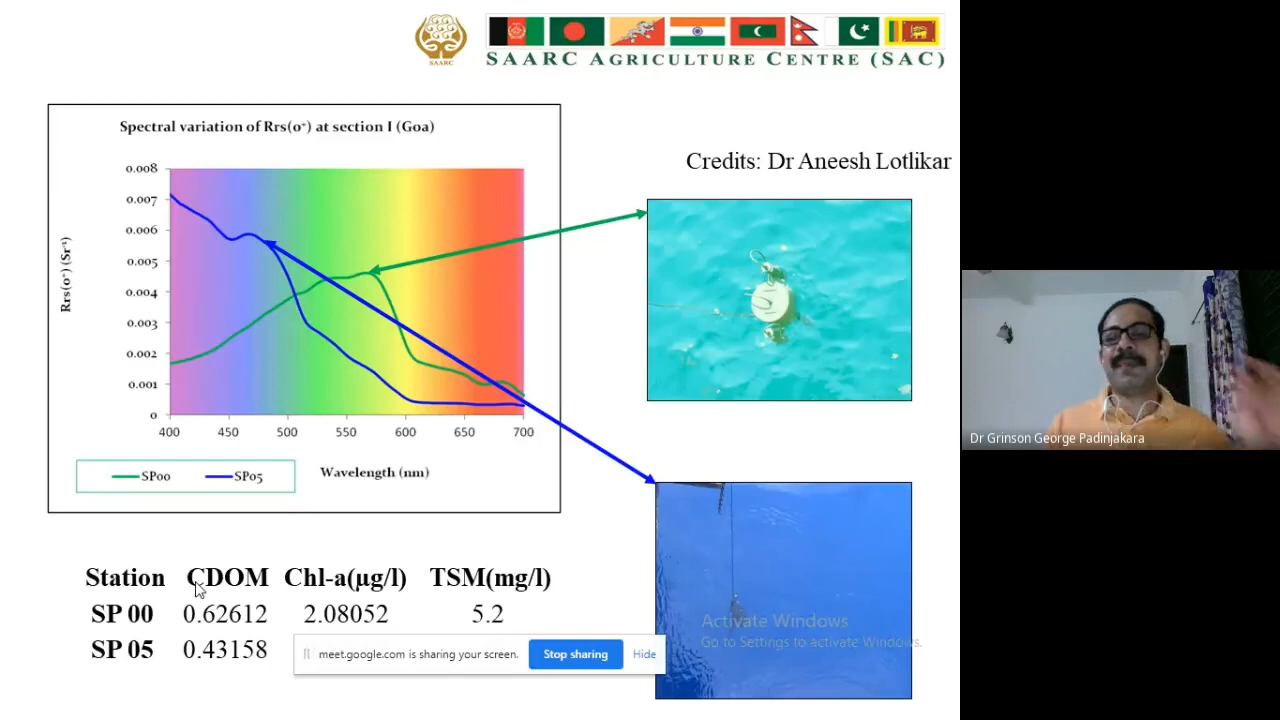 SAARC
SAARC AGRICULTURE CENTRE (SAC)
Spectral variation of Rrs(0⁺) at section I (Goa)
Credits: Dr Aneesh Lotlikar
0.008
0.007
0.006
0.005
0.004
0.003
0.002
0.001
0
Rrs(0⁺) (Sr⁻¹)
400 450 500 550 600 650 700
Wavelength (nm)
SP00 SP05
Dr Grinson George Padinjakara
Station CDOM Chl-a(µg/l) TSM(mg/l)
SP 00 0.62612 2.08052 5.2
SP 05 0.43158
meet.google.com is sharing your screen. Stop sharing Hide
Activate Windows
Go to Settings to activate Windows.